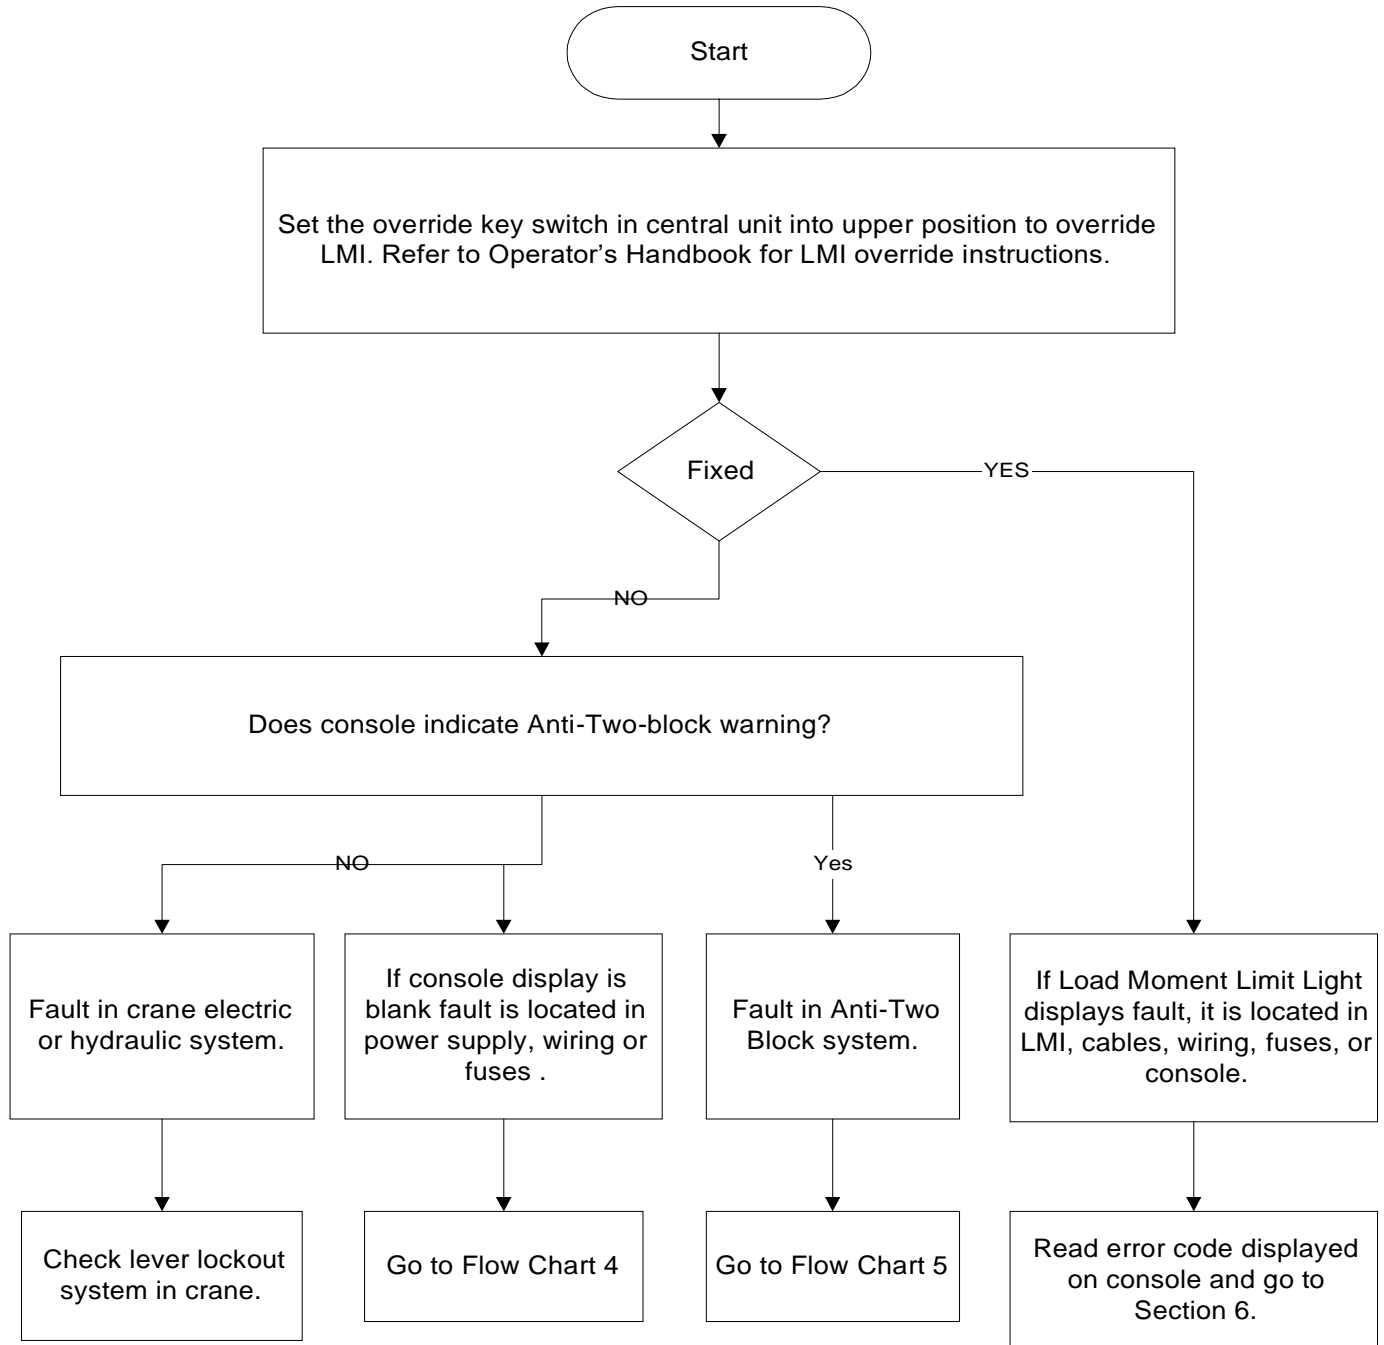 Start
Set the override key switch in central unit into upper position to override
LMI. Refer to Operator’s Handbook for LMI override instructions.
Fixed
YES
NO
Does console indicate Anti-Two-block warning?
NO
Yes
Fault in crane electric
or hydraulic system.
If console display is
blank fault is located in
power supply, wiring or
fuses .
Fault in Anti-Two
Block system.
If Load Moment Limit Light
displays fault, it is located in
LMI, cables, wiring, fuses, or
console.
Check lever lockout
system in crane.
Go to Flow Chart 4
Go to Flow Chart 5
Read error code displayed
on console and go to
Section 6.